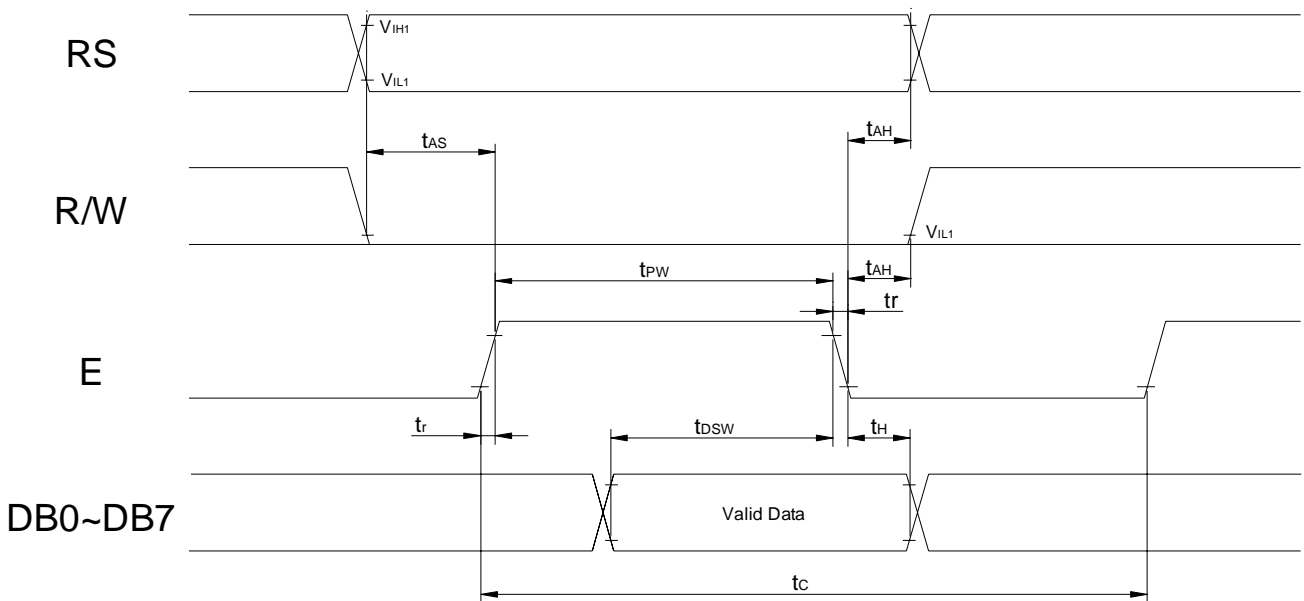 RS
VIH1
VIL1
tAS
tAH
R/W
VIL1
tPW
tAH
tr
E
tr
tDSW
tH
DB0~DB7
Valid Data
tC